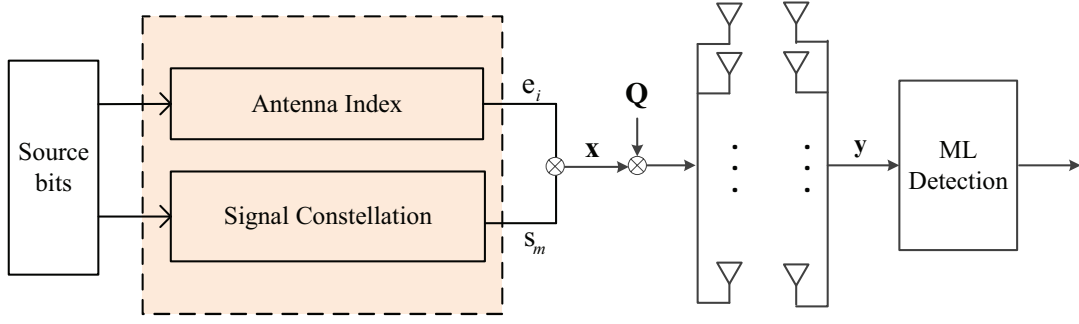 Source
bits
Antenna Index
Signal Constellation
e_i
s_m
x
Q
y
ML
Detection